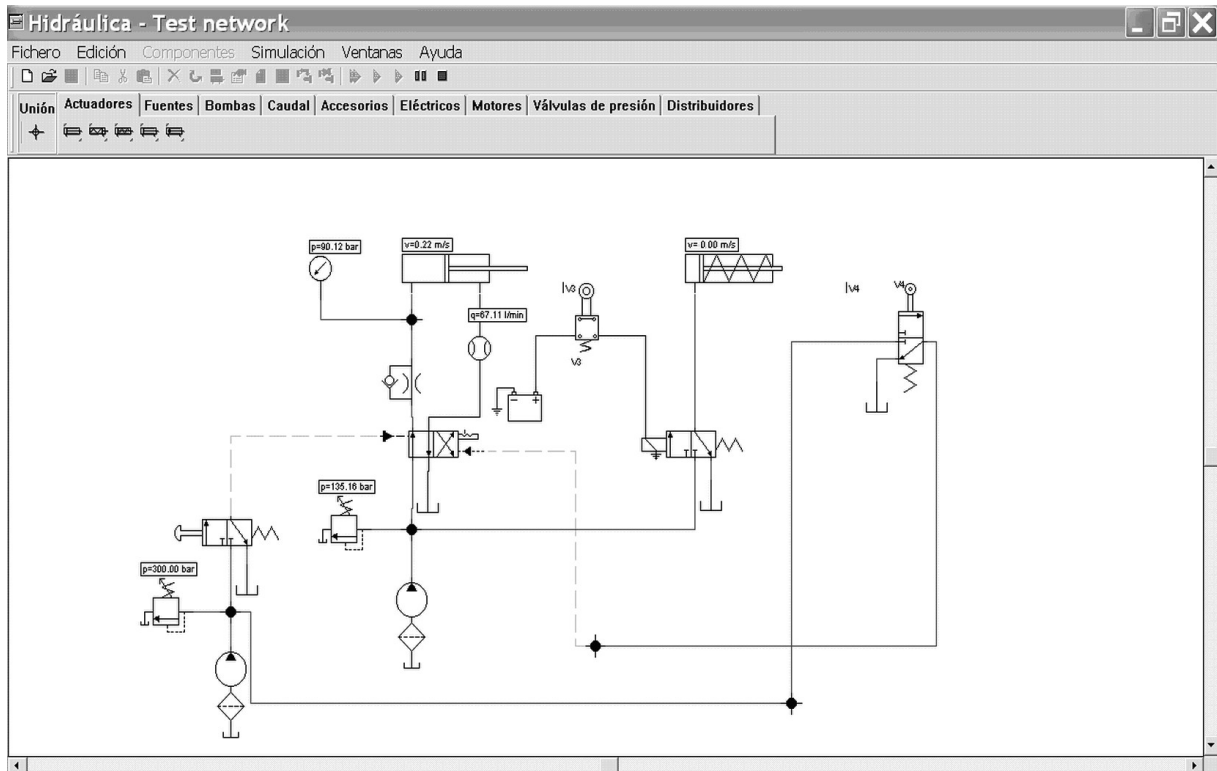 Hidráulica - Test network
Fichero Edición Componentes Simulación Ventanas Ayuda
Unión Actuadores Fuentes Bombas Caudal Accesorios Eléctricos Motores Válvulas de presión Distribuidores
p=90.12 bar
v=0.22 m/s
v= 0.00 m/s
V3
V4
V4
q=67.11 l/min
V3
p=135.16 bar
p=300.00 bar